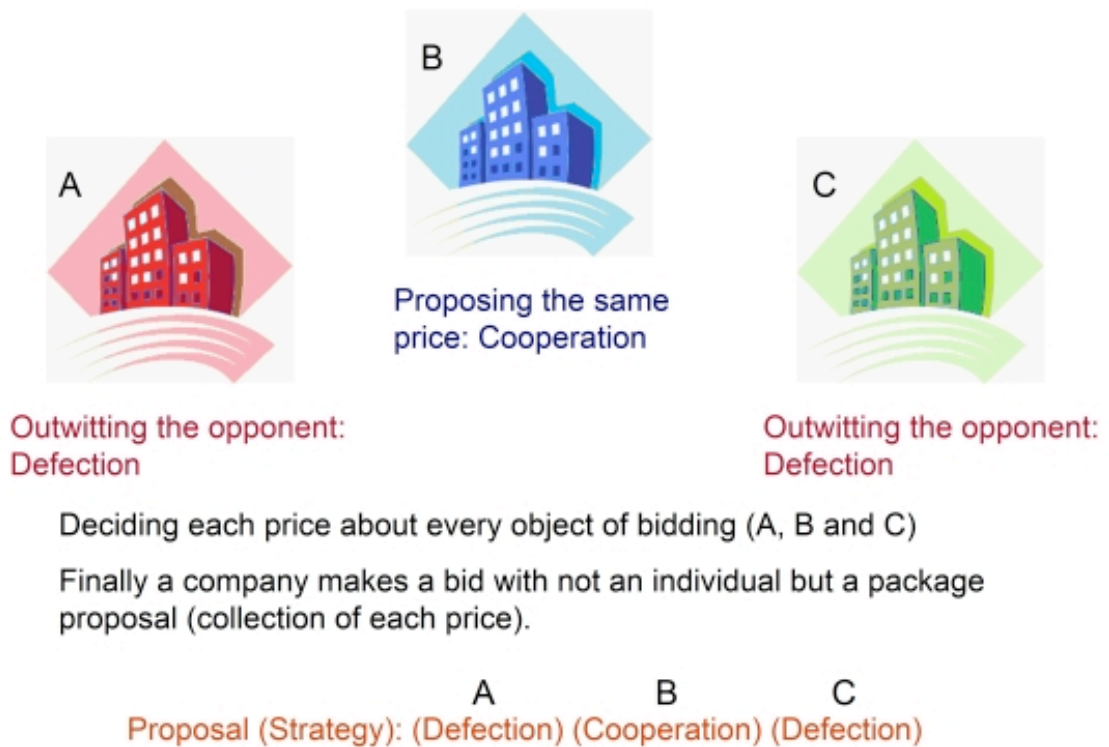 B
A
C
Proposing the same
price: Cooperation
Outwitting the opponent:
Defection
Outwitting the opponent:
Defection
Deciding each price about every object of bidding (A, B and C)
Finally a company makes a bid with not an individual but a package
proposal (collection of each price).
A B C
Proposal (Strategy): (Defection) (Cooperation) (Defection)